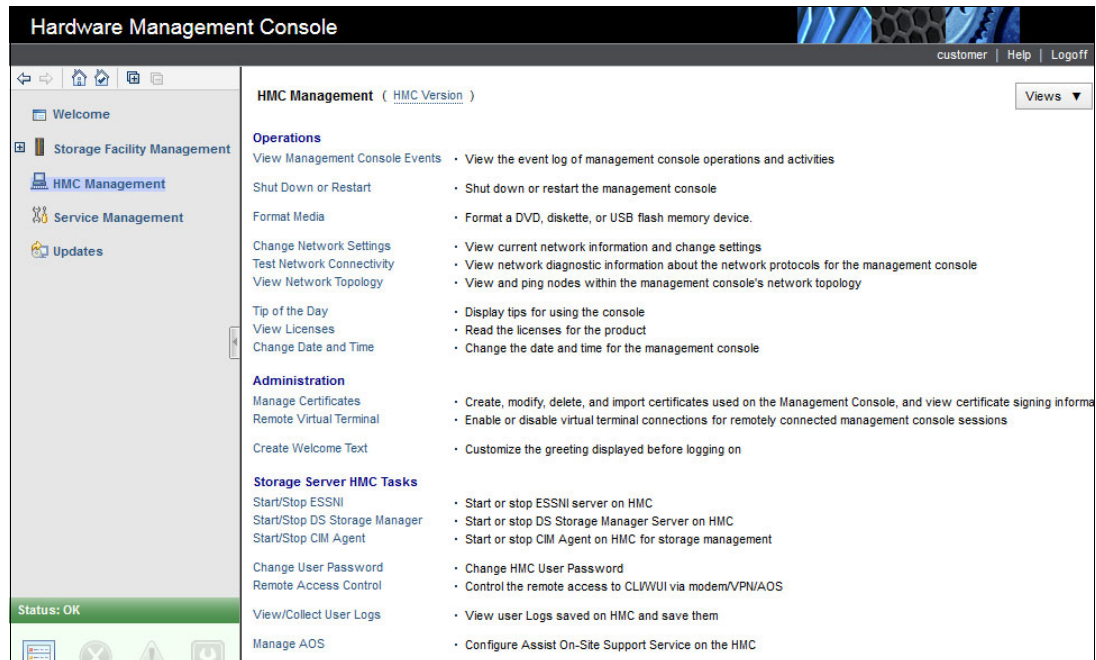 Hardware Management Console
customer | Help | Logoff
Welcome
Storage Facility Management
HMC Management
Service Management
Updates
Status: OK
HMC Management ( HMC Version )
Views ▼
Operations
View Management Console Events · View the event log of management console operations and activities
Shut Down or Restart · Shut down or restart the management console
Format Media · Format a DVD, diskette, or USB flash memory device.
Change Network Settings · View current network information and change settings
Test Network Connectivity · View network diagnostic information about the network protocols for the management console
View Network Topology · View and ping nodes within the management console's network topology
Tip of the Day · Display tips for using the console
View Licenses · Read the licenses for the product
Change Date and Time · Change the date and time for the management console
Administration
Manage Certificates · Create, modify, delete, and import certificates used on the Management Console, and view certificate signing informa
Remote Virtual Terminal · Enable or disable virtual terminal connections for remotely connected management console sessions
Create Welcome Text · Customize the greeting displayed before logging on
Storage Server HMC Tasks
Start/Stop ESSNI · Start or stop ESSNI server on HMC
Start/Stop DS Storage Manager · Start or stop DS Storage Manager Server on HMC
Start/Stop CIM Agent · Start or stop CIM Agent on HMC for storage management
Change User Password · Change HMC User Password
Remote Access Control · Control the remote access to CLI/WUI via modem/VPN/AOS
View/Collect User Logs · View user Logs saved on HMC and save them
Manage AOS · Configure Assist On-Site Support Service on the HMC